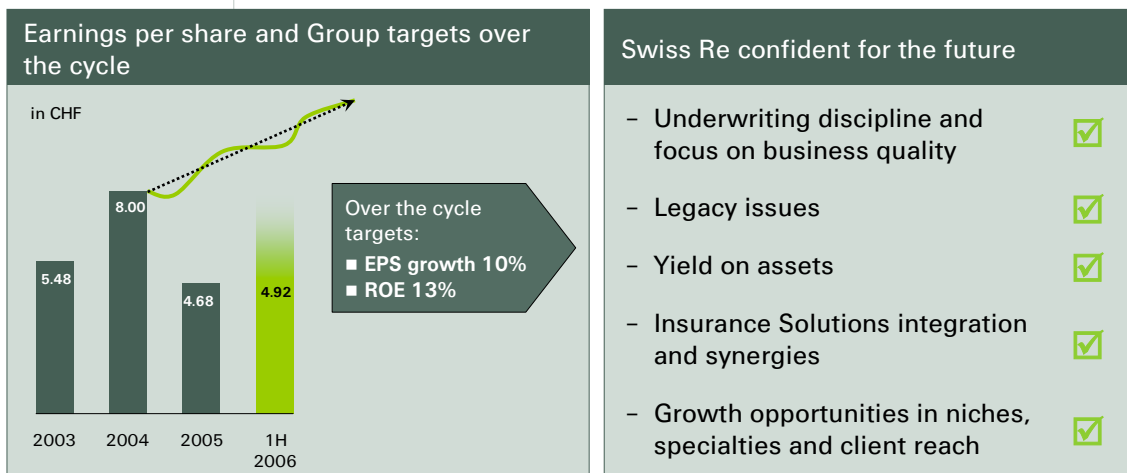 Earnings per share and Group targets over
the cycle
in CHF
5.48
8.00
4.68
4.92
2003
2004
2005
1H
2006
Over the cycle
targets:
■ EPS growth 10%
■ ROE 13%
Swiss Re confident for the future
– Underwriting discipline and
focus on business quality
– Legacy issues
– Yield on assets
– Insurance Solutions integration
and synergies
– Growth opportunities in niches,
specialties and client reach